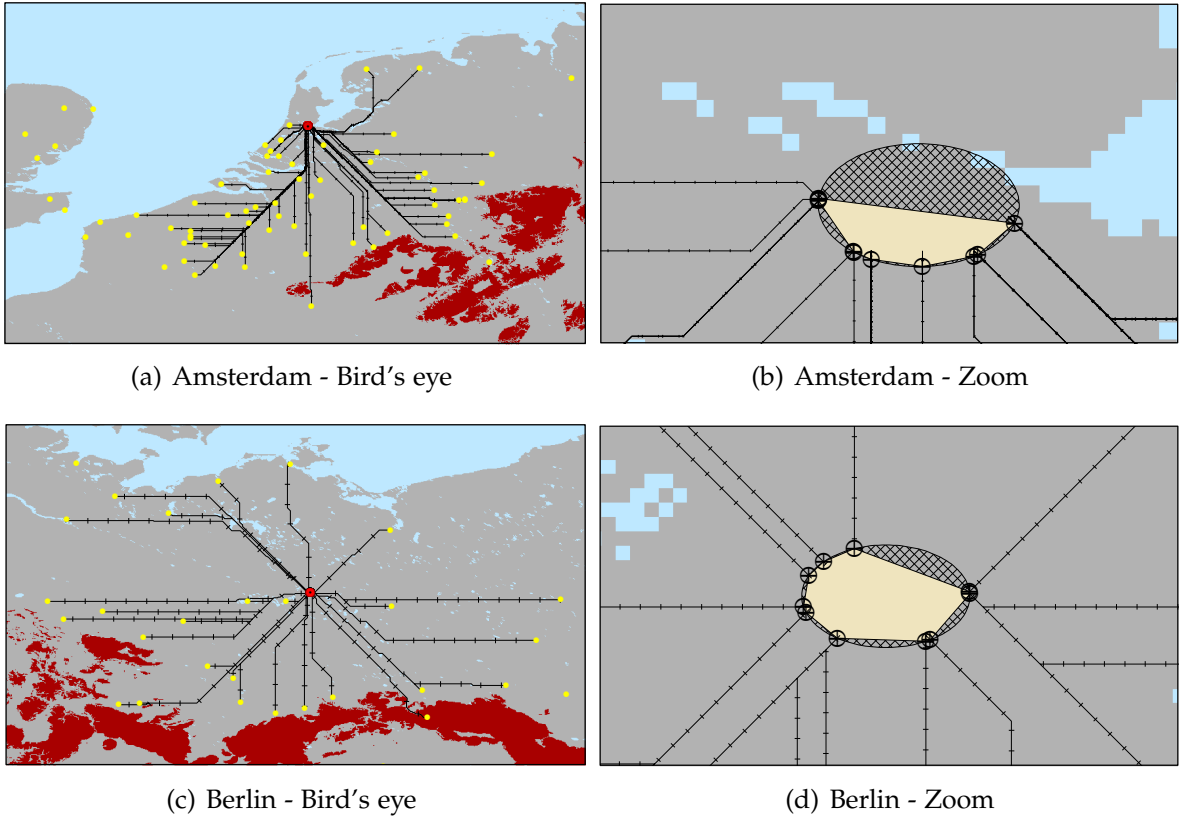 (a) Amsterdam - Bird's eye
(b) Amsterdam - Zoom
(c) Berlin - Bird's eye
(d) Berlin - Zoom